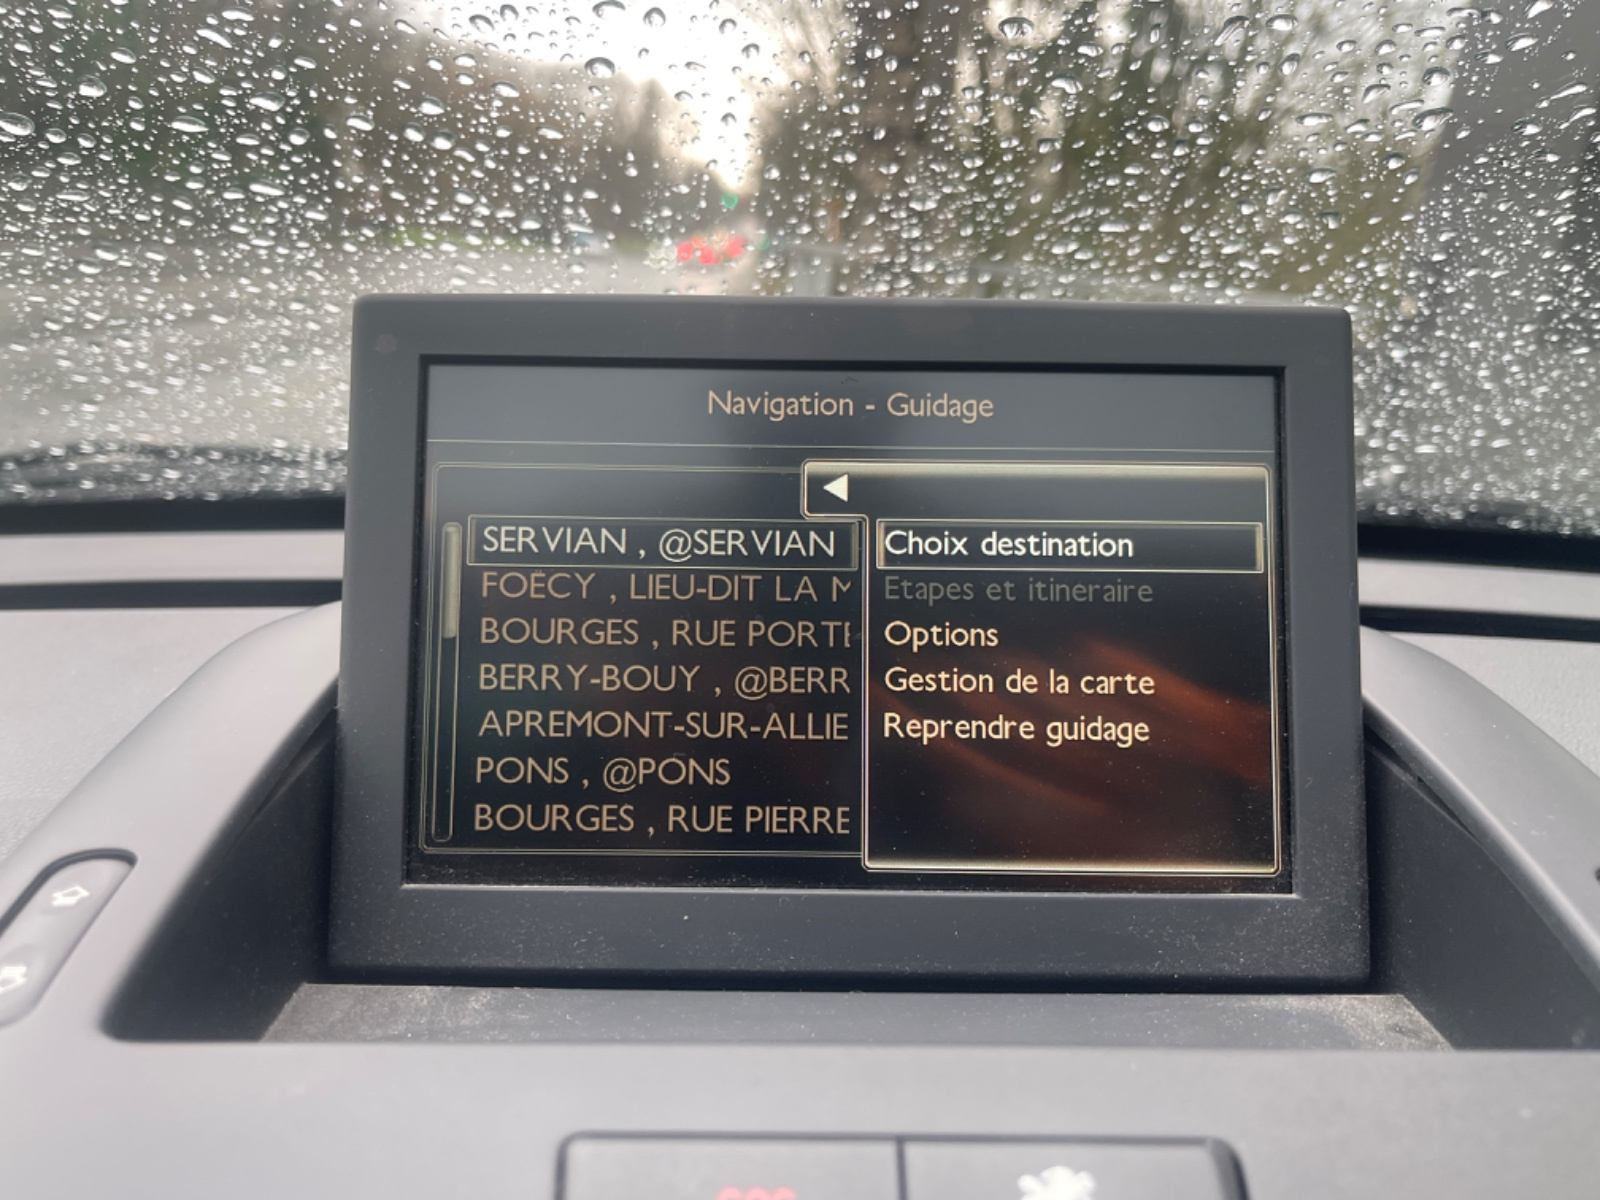 Navigation - Guidage
SERVIAN , @SERVIAN
FOËCY , LIEU-DIT LA M
BOURGES , RUE PORTE
BERRY-BOUY , @BERR
APREMONT-SUR-ALLIE
PONS , @PONS
BOURGES , RUE PIERRE
Choix destination
Etapes et itineraire
Options
Gestion de la carte
Reprendre guidage